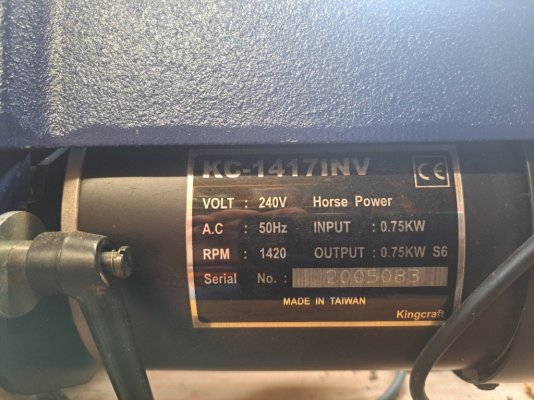 KC-1417INV
CE
VOLT : 240V Horse Power
A.C : 50Hz INPUT : 0.75KW
RPM : 1420 OUTPUT : 0.75KW S6
Serial No. : 2005083
MADE IN TAIWAN
Kingcraft